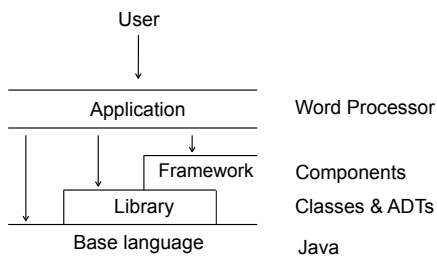 User
Application
Word Processor
Framework
Components
Library
Classes & ADTs
Base language
Java